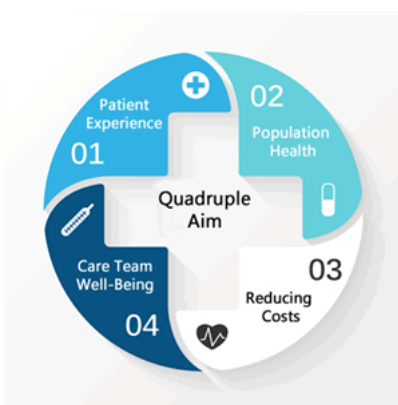 Patient
Experience
01
02
Population
Health
Quadruple
Aim
03
Reducing
Costs
Care Team
Well-Being
04